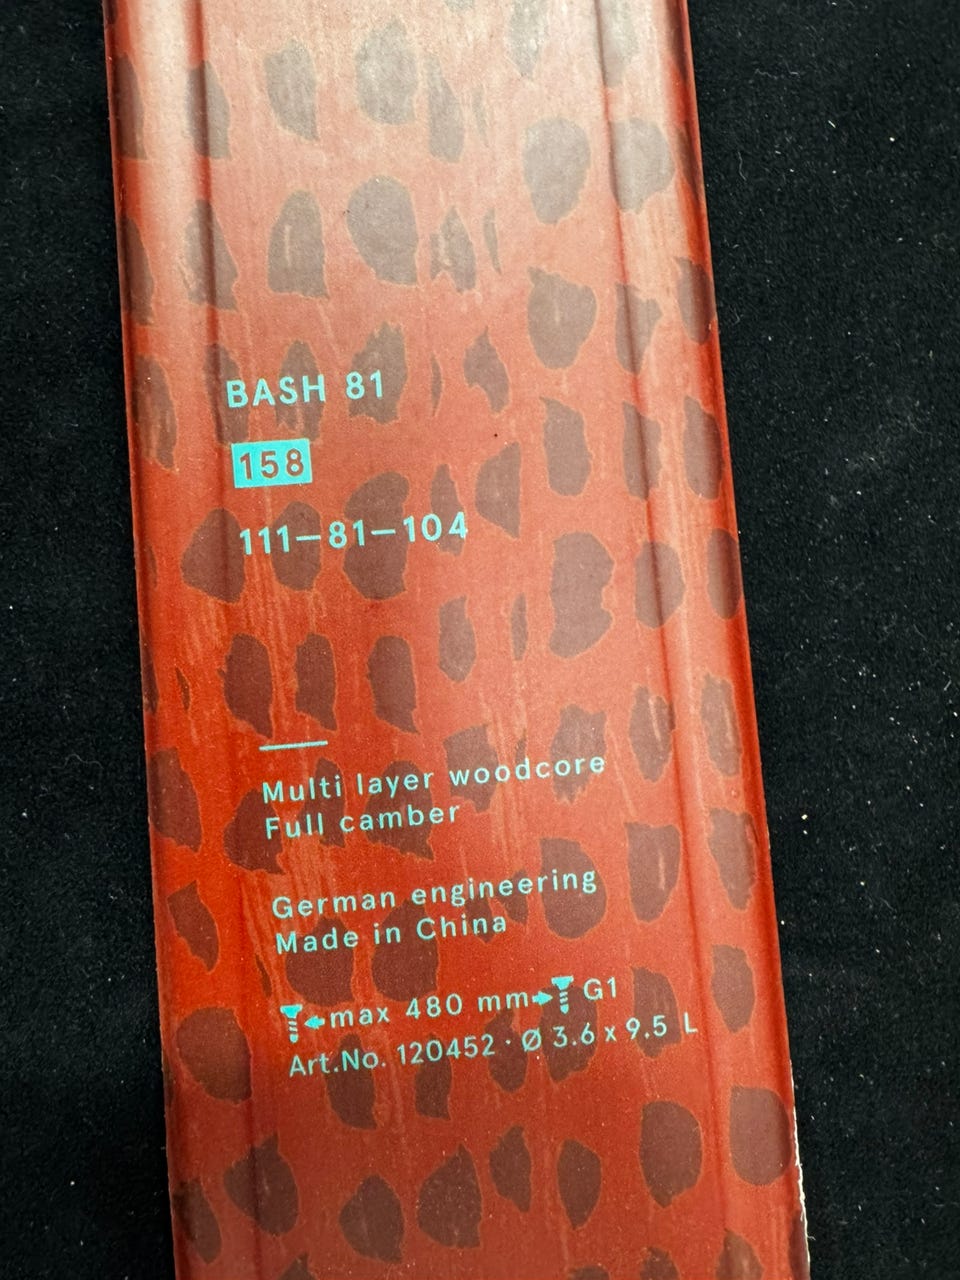 BASH 81
158
111–81–104
Multi layer woodcore
Full camber
German engineering
Made in China
max 480 mm G1
Art.No. 120452 · Ø 3.6 x 9.5 L